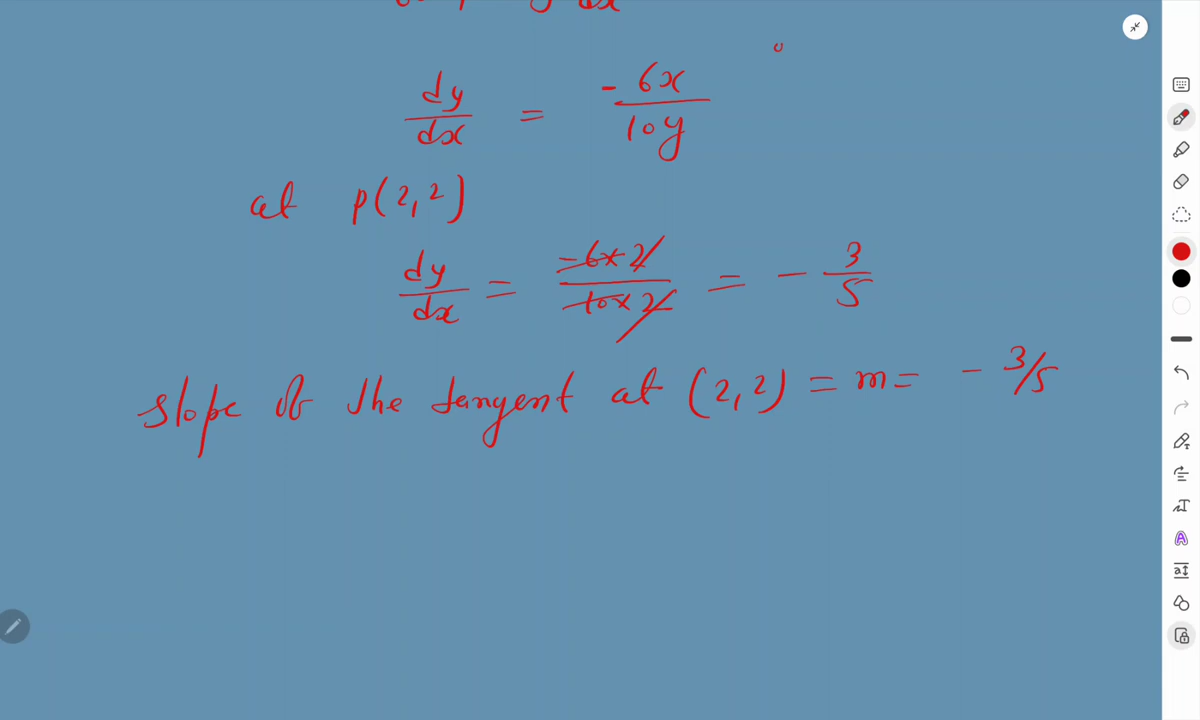 dy/dx = -6x/10y
at P(2,2)
dy/dx = -6×2/10×2 = -3/5
slope of the tangent at (2,2) = m = -3/5